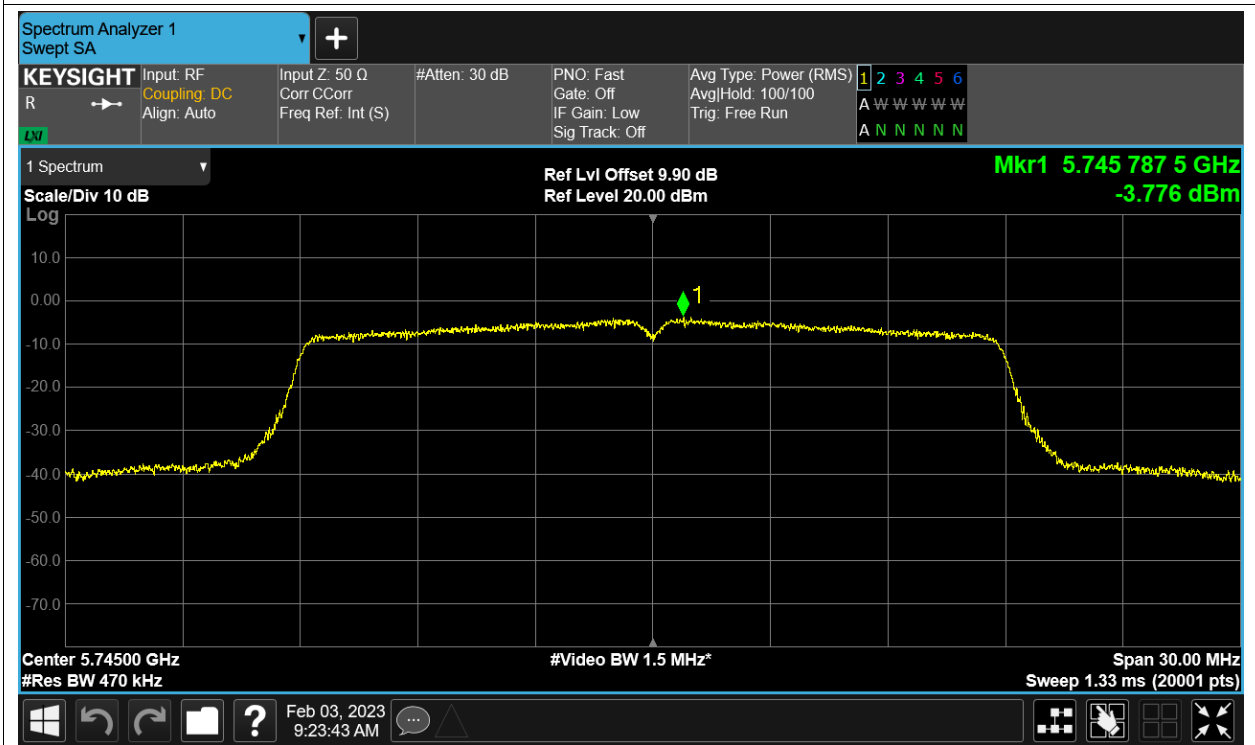 Spectrum Analyzer 1
Swept SA
KEYSIGHT
R
LXI
Input: RF
Coupling: DC
Align: Auto
Input Z: 50 Ω
Corr CCorr
Freq Ref: Int (S)
#Atten: 30 dB
PNO: Fast
Gate: Off
IF Gain: Low
Sig Track: Off
Avg Type: Power (RMS)
Avg|Hold: 100/100
Trig: Free Run
1 2 3 4 5 6
A W W W W W
A N N N N N
1 Spectrum
Scale/Div 10 dB
Log
Ref Lvl Offset 9.90 dB
Ref Level 20.00 dBm
Mkr1 5.745 787 5 GHz
-3.776 dBm
10.0
0.00
-10.0
-20.0
-30.0
-40.0
-50.0
-60.0
-70.0
1
Center 5.74500 GHz
#Res BW 470 kHz
#Video BW 1.5 MHz*
Span 30.00 MHz
Sweep 1.33 ms (20001 pts)
?
Feb 03, 2023
9:23:43 AM